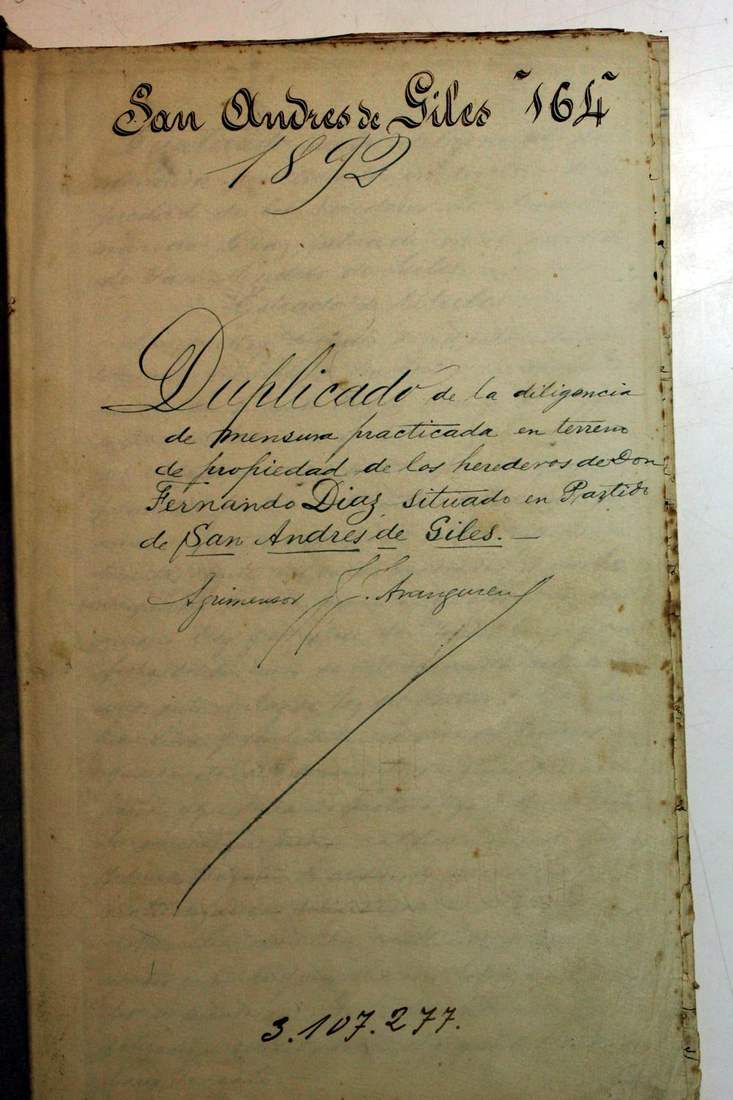 San Andres de Giles "164"
1892
Duplicado de la diligencia
de mensura practicada en terreno
de propiedad de los herederos de Don
Fernando Diaz, situado en Partido
de San Andres de Giles. —
Agrimensor J. Aranguren
3.107.277.